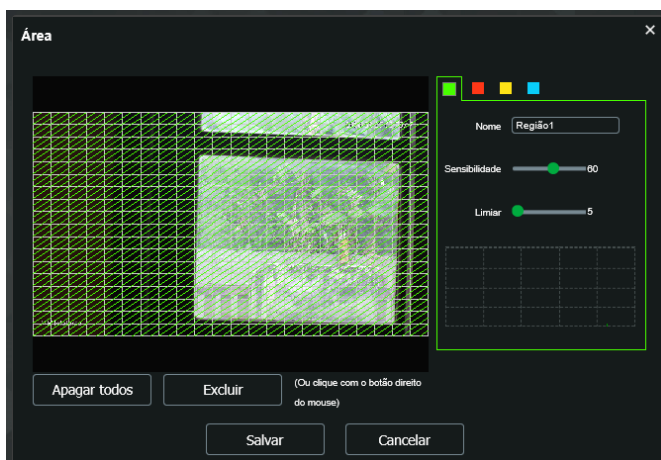 Área
×
Nome Região1
Sensibilidade 60
Limiar 5
Apagar todos
Excluir
(Ou clique com o botão direito
do mouse)
Salvar
Cancelar